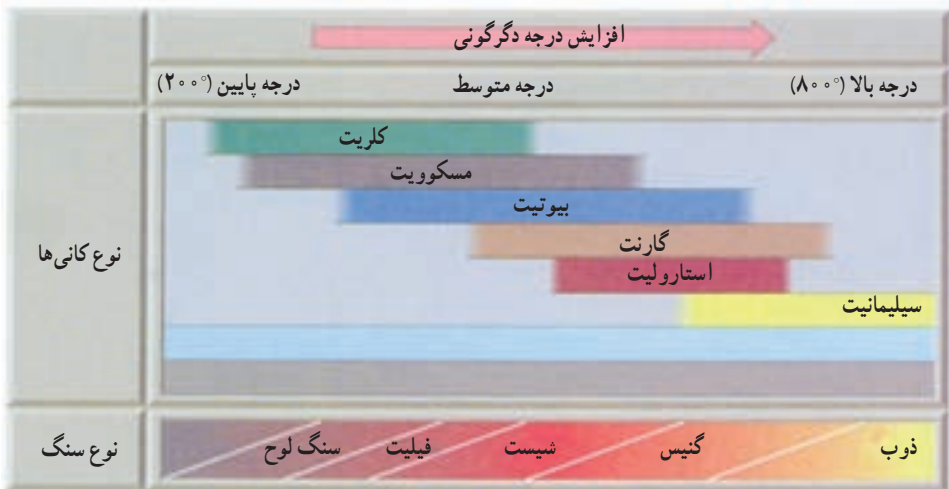 افزایش درجه دگرگونی
درجه پایین (۲۰۰°) درجه متوسط درجه بالا (۸۰۰°)
نوع کانی‌ها
کلریت
مسکوویت
بیوتیت
گارنت
استارولیت
سیلیمانیت
نوع سنگ
سنگ لوح فیلیت شیست گنیس ذوب